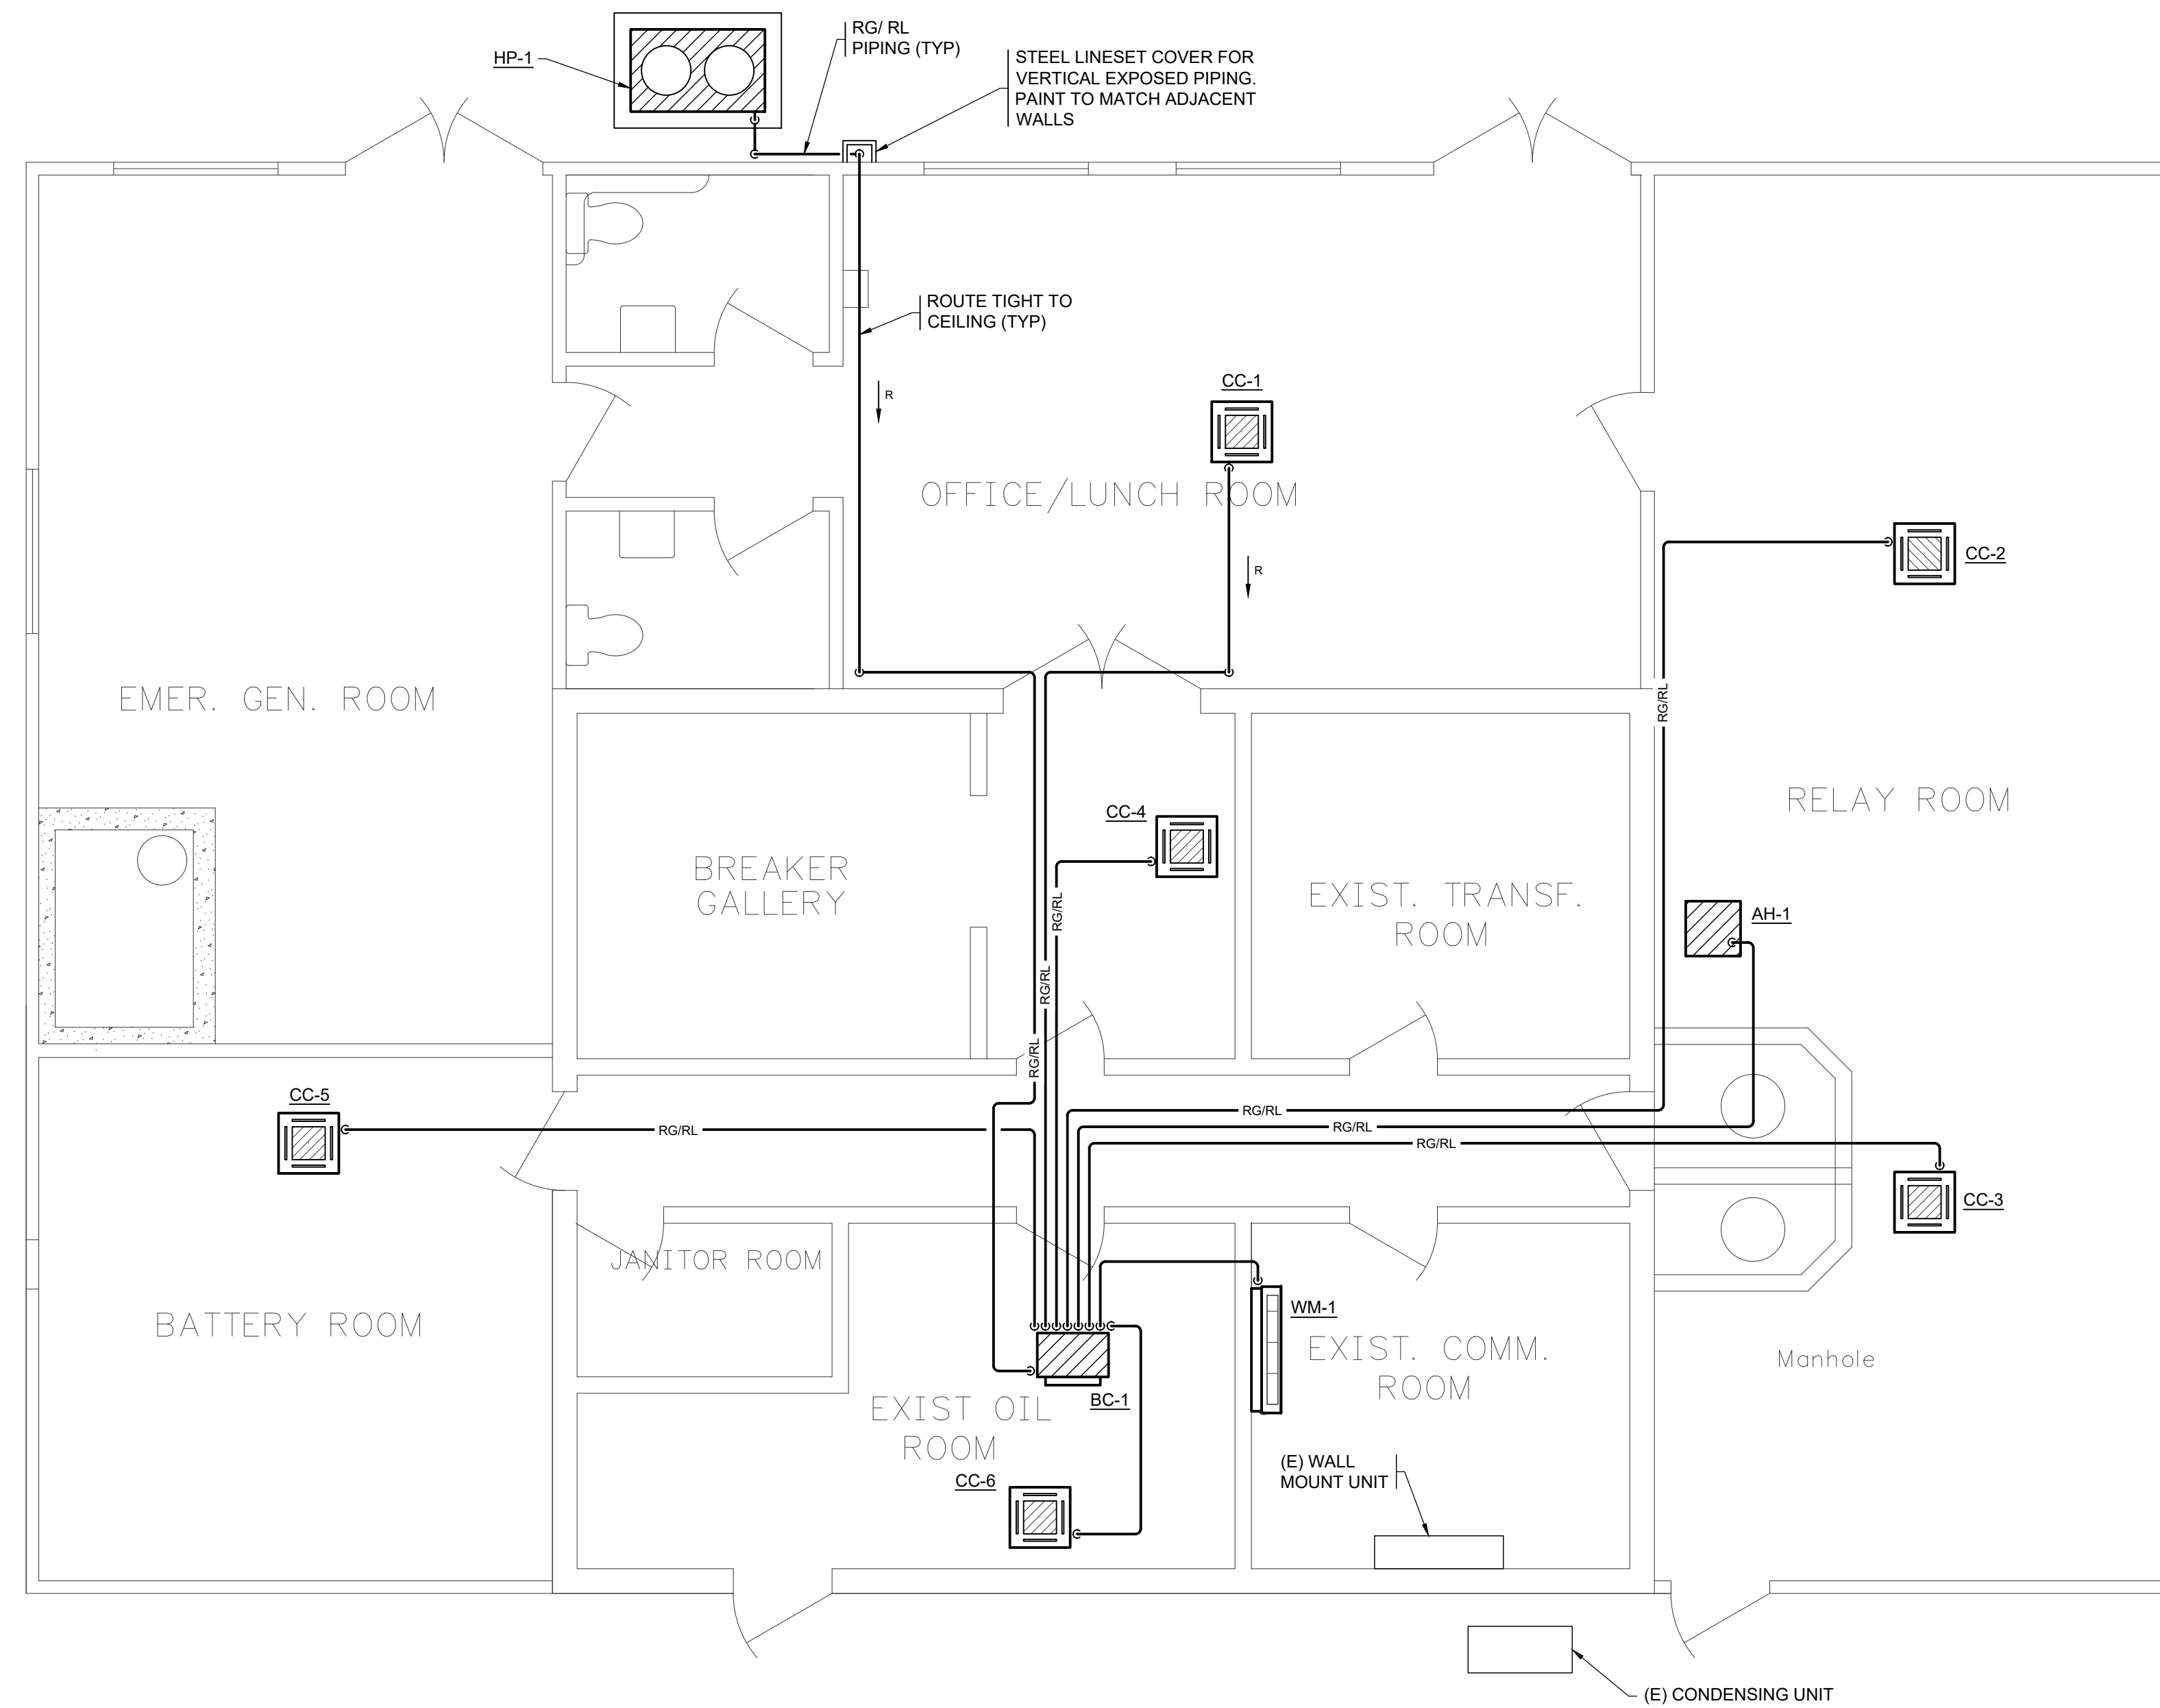 HP-1
RG/ RL
PIPING (TYP)
STEEL LINESET COVER FOR
VERTICAL EXPOSED PIPING.
PAINT TO MATCH ADJACENT
WALLS
ROUTE TIGHT TO
CEILING (TYP)
R
CC-1
OFFICE/LUNCH ROOM
R
CC-2
EMER. GEN. ROOM
RG/RL
RELAY ROOM
CC-4
BREAKER
GALLERY
RG/RL
EXIST. TRANSF.
ROOM
AH-1
RG/RL
RG/RL
CC-5
RG/RL
RG/RL
RG/RL
RG/RL
CC-3
JANITOR ROOM
BATTERY ROOM
WM-1
EXIST. COMM.
ROOM
Manhole
BC-1
EXIST OIL
ROOM
CC-6
(E) WALL
MOUNT UNIT
(E) CONDENSING UNIT